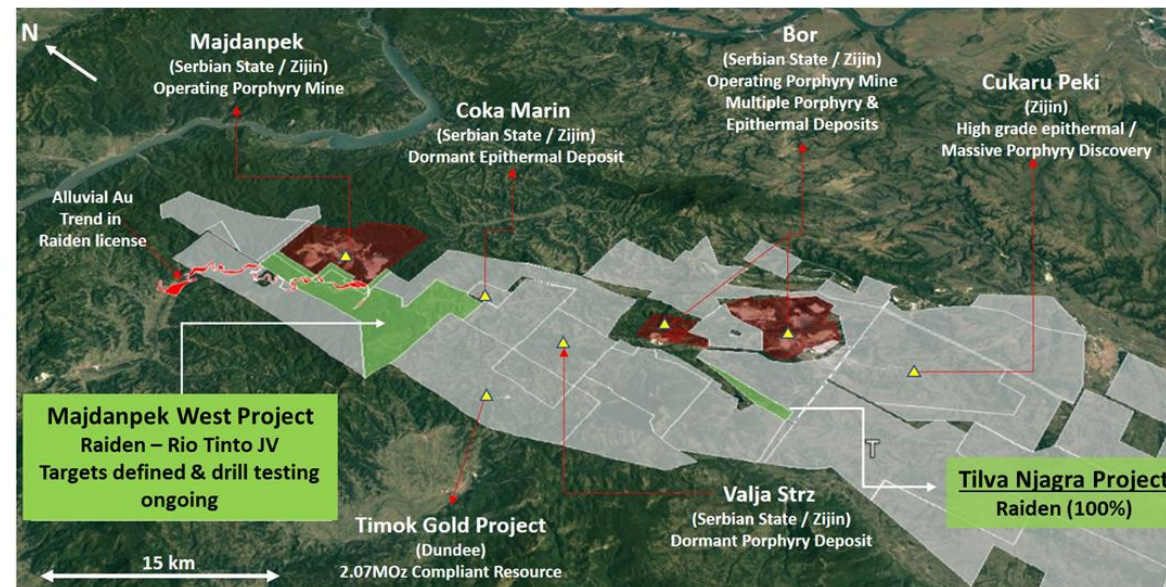 N
Majdanpek
(Serbian State / Zijin)
Operating Porphyry Mine
Bor
(Serbian State / Zijin)
Operating Porphyry Mine
Multiple Porphyry &
Epithermal Deposits
Coka Marin
(Serbian State / Zijin)
Dormant Epithermal Deposit
Cukaru Peki
(Zijin)
High grade epithermal /
Massive Porphyry Discovery
Alluvial Au
Trend in
Raiden license
Majdanpek West Project
Raiden – Rio Tinto JV
Targets defined & drill testing
ongoing
T
Tilva Njagra Project
Raiden (100%)
Valja Strz
(Serbian State / Zijin)
Dormant Porphyry Deposit
Timok Gold Project
(Dundee)
2.07MOz Compliant Resource
15 km